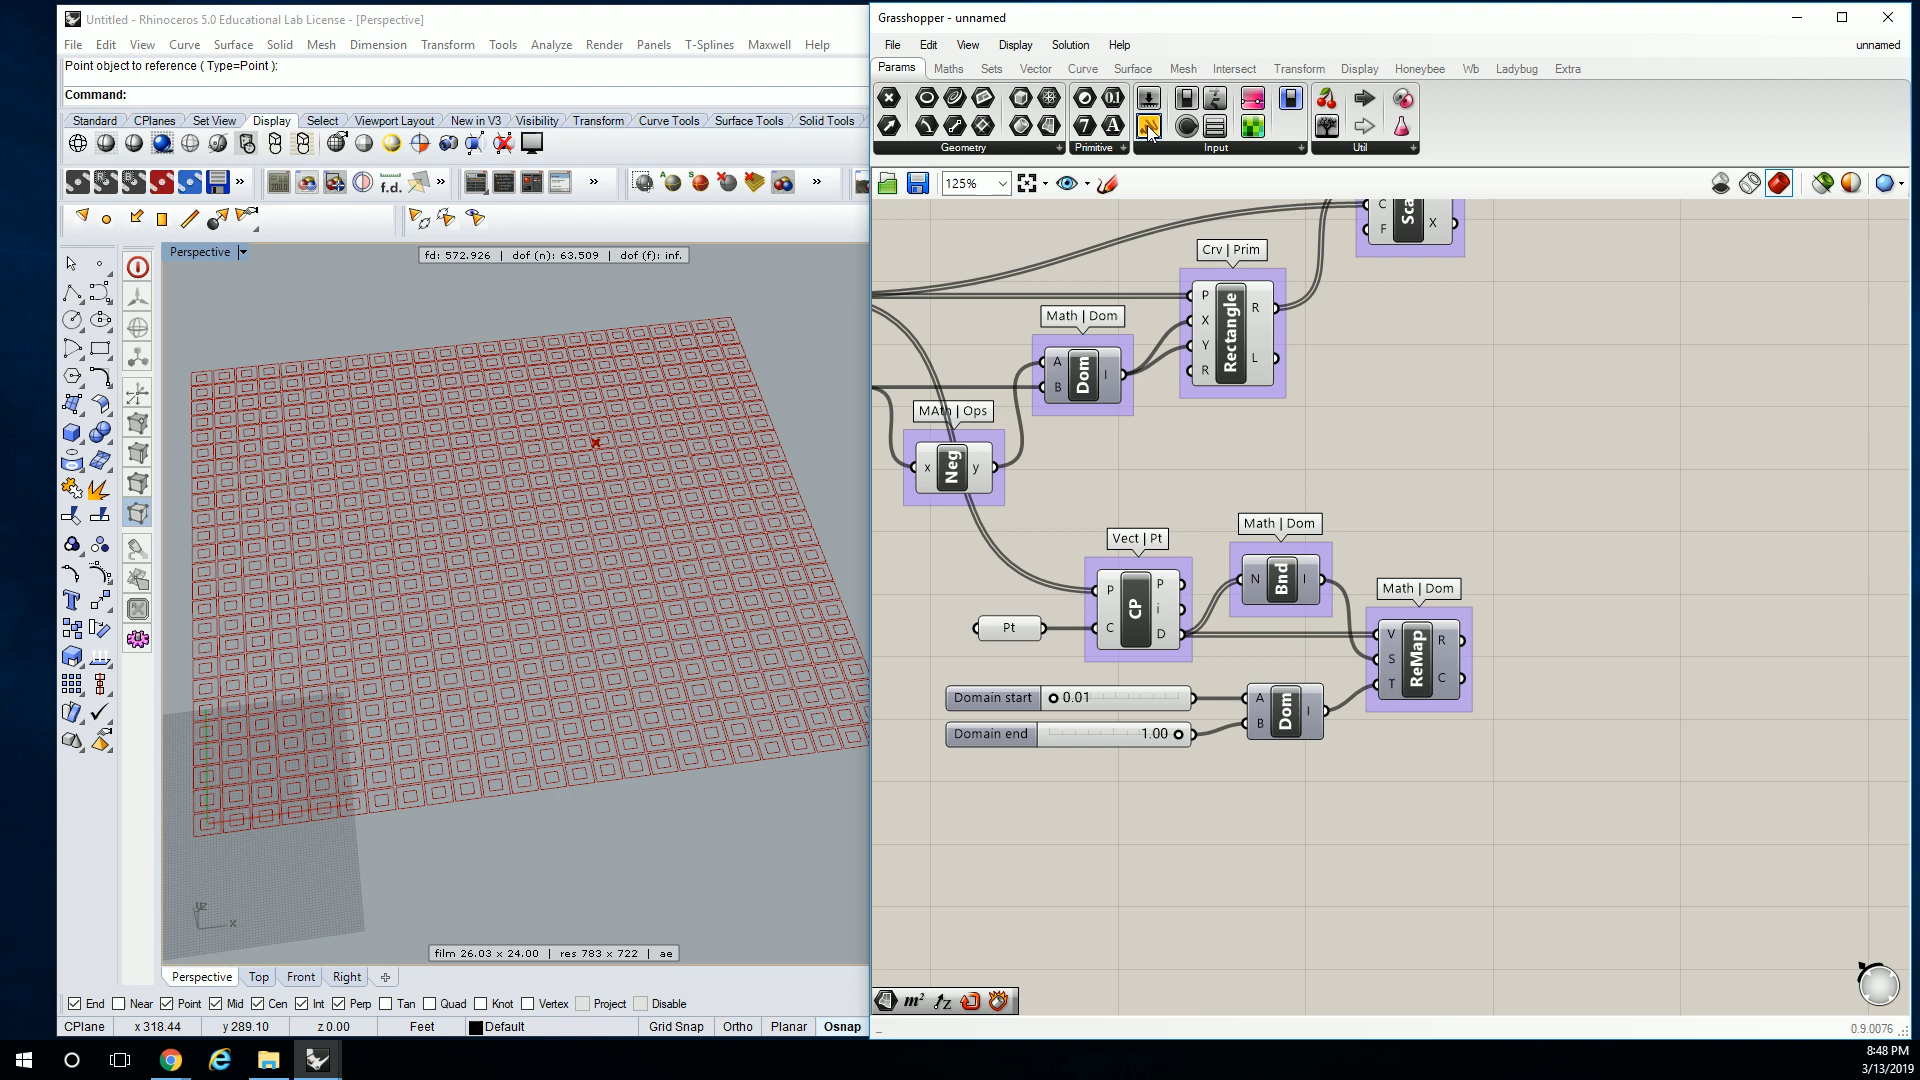 Untitled - Rhinoceros 5.0 Educational Lab License - [Perspective]
File Edit View Curve Surface Solid Mesh Dimension Transform Tools Analyze Render Panels T-Splines Maxwell Help
Point object to reference ( Type=Point ):
Command:
Standard CPlanes Set View Display Select Viewport Layout New in V3 Visibility Transform Curve Tools Surface Tools Solid Tools
f.d.
Perspective
fd: 572.926 | dof (n): 63.509 | dof (f): inf.
x
film 26.03 x 24.00 | res 783 x 722 | ae
Perspective Top Front Right
End Near Point Mid Cen Int Perp Tan Quad Knot Vertex Project Disable
CPlane x 318.44 y 289.10 z 0.00 Feet Default Grid Snap Ortho Planar Osnap
Grasshopper - unnamed
File Edit View Display Solution Help unnamed
Params Maths Sets Vector Curve Surface Mesh Intersect Transform Display Honeybee Wb Ladybug Extra
Geometry Primitive Input Util
125%
C
F
Sca
X
Crv | Prim
P
X
Y
R
Rectangle
R
L
Math | Dom
A
B
Dom
I
MAth | Ops
x
Neg
y
Vect | Pt
P
C
CP
P
i
D
Pt
Math | Dom
N
Bnd
I
Math | Dom
V
S
T
ReMap
R
C
Domain start 0.01
Domain end 1.00
A
B
Dom
I
m²
0.9.0076
8:48 PM
3/13/2019